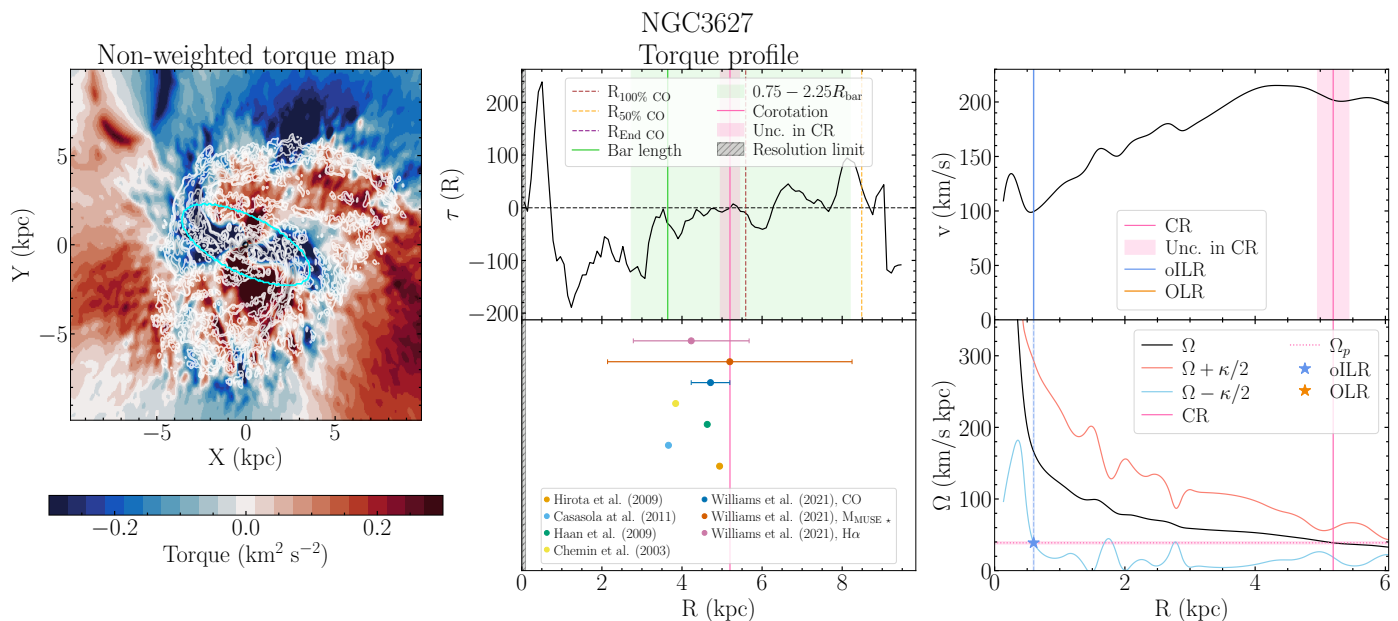 NGC3627
Non-weighted torque map
Torque profile
5
0
−5
Y (kpc)
−5 0 5
X (kpc)
−0.2 0.0 0.2
Torque (km² s⁻²)
200
100
0
−100
−200
τ (R)
R100% CO
R50% CO
REnd CO
Bar length
0.75 − 2.25Rbar
Corotation
Unc. in CR
Resolution limit
Hirota et al. (2009)
Casasola at al. (2011)
Haan et al. (2009)
Chemin et al. (2003)
Williams et al. (2021), CO
Williams et al. (2021), MMUSE ⋆
Williams et al. (2021), Hα
0 2 4 6 8
R (kpc)
200
150
100
50
0
v (km/s)
CR
Unc. in CR
oILR
OLR
300
200
100
0
Ω (km/s kpc)
Ω
Ω + κ/2
Ω − κ/2
CR
Ωp
oILR
OLR
0 2 4 6
R (kpc)